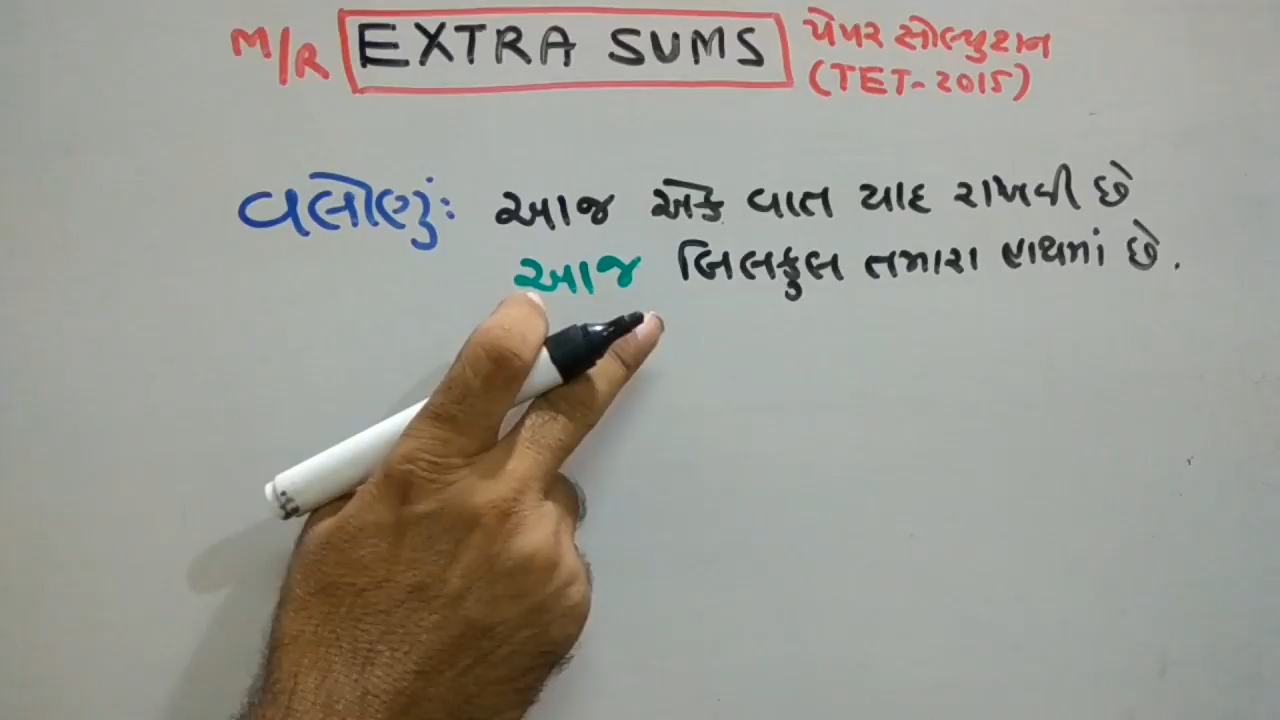 M/R EXTRA SUMS પેપર સોલ્યુશન
(TET-2015)
વલોણું: આજ એક વાત યાદ રાખવી છે
આજ બિલકુલ તમારા હાથમાં છે.